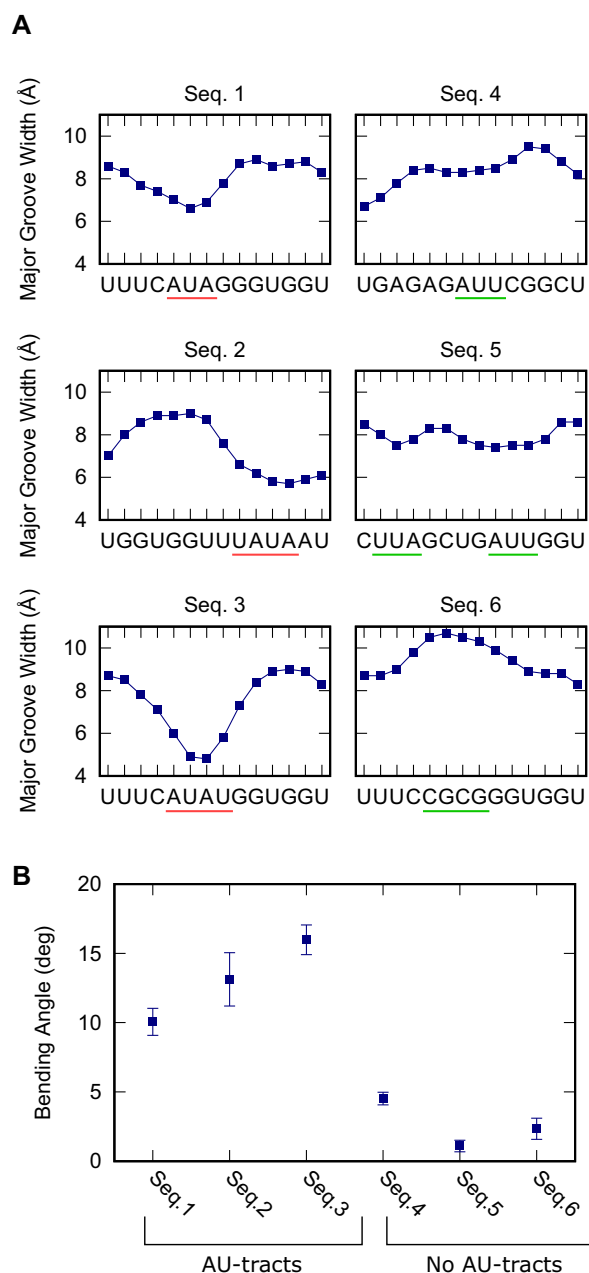 A
Seq. 1
Seq. 4
Major Groove Width (Å)
10
8
6
4
UUUCAUAGGGUGGU
UGAGAGAUUCGGCU
Seq. 2
Seq. 5
Major Groove Width (Å)
10
8
6
4
UGGUGGUUUAUAAU
CUUAGCUGAUUGGU
Seq. 3
Seq. 6
Major Groove Width (Å)
10
8
6
4
UUUCAUAUGGUGGU
UUUCCGCGGGUGGU
B
Bending Angle (deg)
20
15
10
5
0
Seq.1
Seq.2
Seq.3
Seq.4
Seq.5
Seq.6
AU-tracts
No AU-tracts